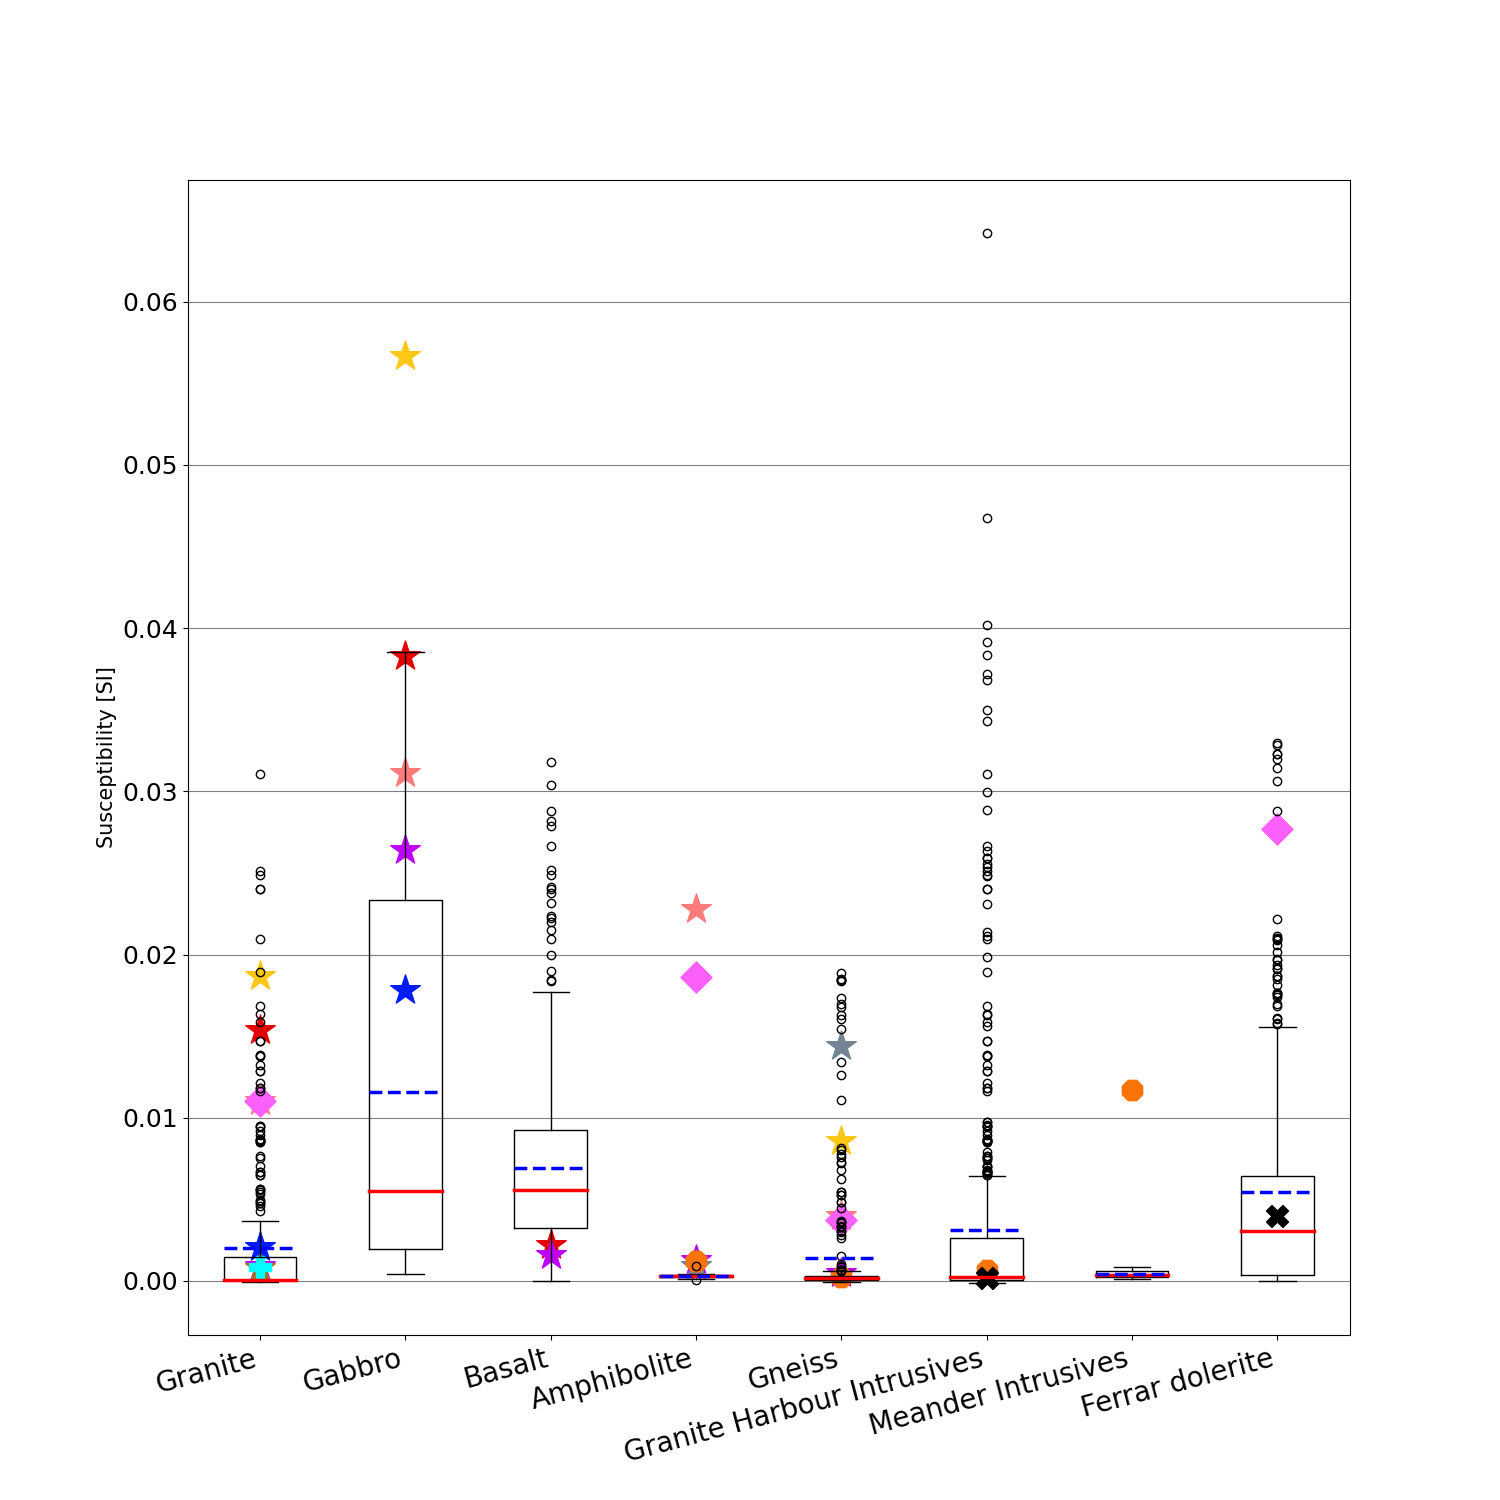 0.06
0.05
0.04
0.03
0.02
0.01
0.00
Susceptibility [SI]
Granite
Gabbro
Basalt
Amphibolite
Gneiss
Granite Harbour Intrusives
Meander Intrusives
Ferrar dolerite